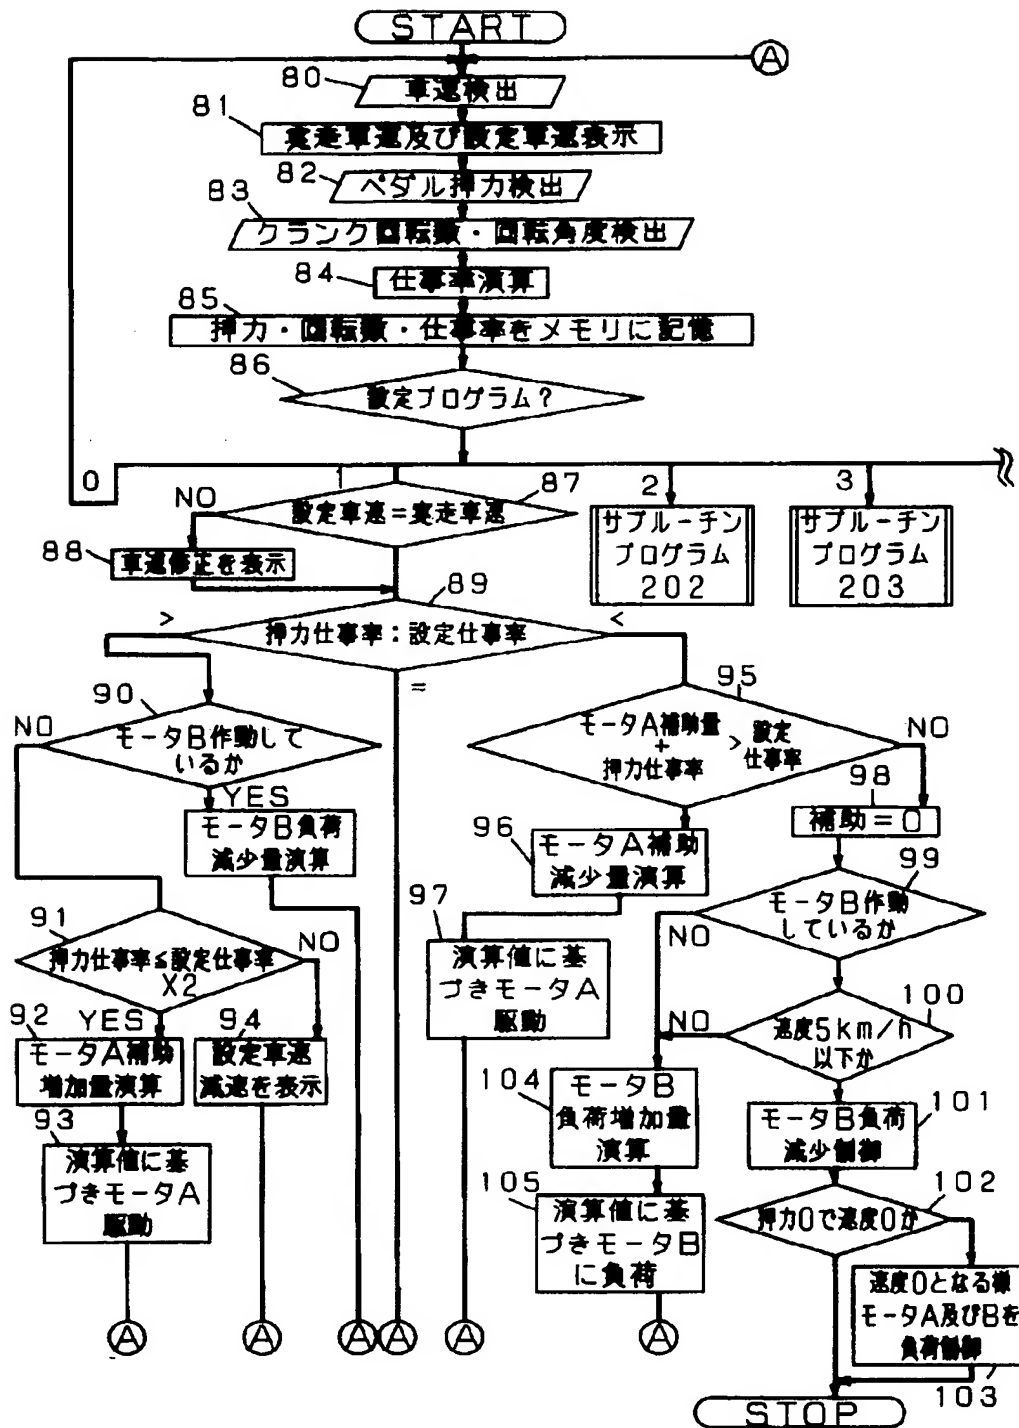 START
A
80
車速検出
81
実走車速及び設定車速表示
82
ペダル押力検出
83
クランク回転数・回転角度検出
84
仕事率演算
85
押力・回転数・仕事率をメモリに記憶
86
設定プログラム?
0
1
2
3
87
設定車速=実走車速
NO
88
車速修正を表示
サブルーチン
プログラム
202
サブルーチン
プログラム
203
89
押力仕事率:設定仕事率
>
<
=
90
モータB作動して
いるか
NO
YES
モータB負荷
減少量演算
91
押力仕事率≦設定仕事率
X2
NO
YES
92
モータA補助
増加量演算
93
演算値に基
づきモータA
駆動
94
設定車速
減速を表示
95
モータA補助量
+
押力仕事率
>
設定
仕事率
NO
96
モータA補助
減少量演算
97
演算値に基
づきモータA
駆動
98
補助=0
99
モータB作動
しているか
NO
100
速度5km/h
以下か
NO
101
モータB負荷
減少制御
102
押力0で速度0か
速度0となる様
モータA及びBを
負荷制御
103
104
モータB
負荷増加量
演算
105
演算値に基
づきモータB
に負荷
A
A
A
A
A
A
STOP